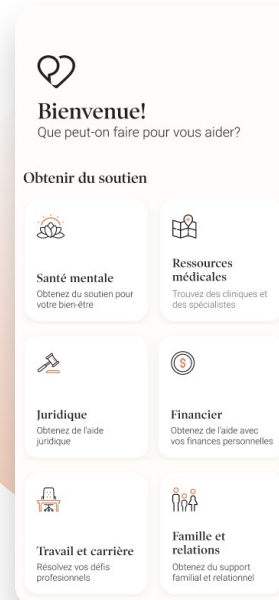 Bienvenue!
Que peut-on faire pour vous aider?
Obtenir du soutien
Santé mentale
Obtenez du soutien pour
votre bien-être
Ressources
médicales
Trouvez des cliniques et
des spécialistes
Juridique
Obtenez de l'aide
juridique
Financier
Obtenez de l'aide avec
vos finances personnelles
Travail et carrière
Résolvez vos défis
profesionnels
Famille et
relations
Obtenez du support
familial et relationnel